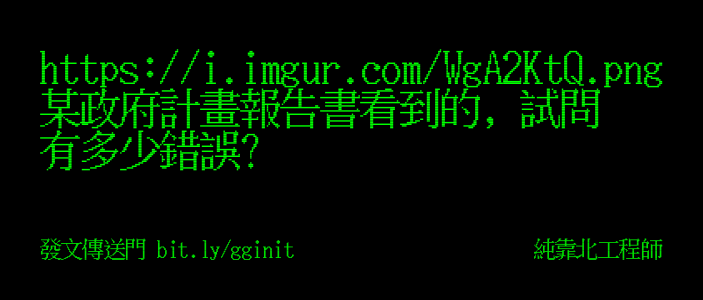 https://i.imgur.com/WgA2KtQ.png
某政府計畫報告書看到的, 試問
有多少錯誤?
發文傳送門 bit.ly/gginit
純靠北工程師